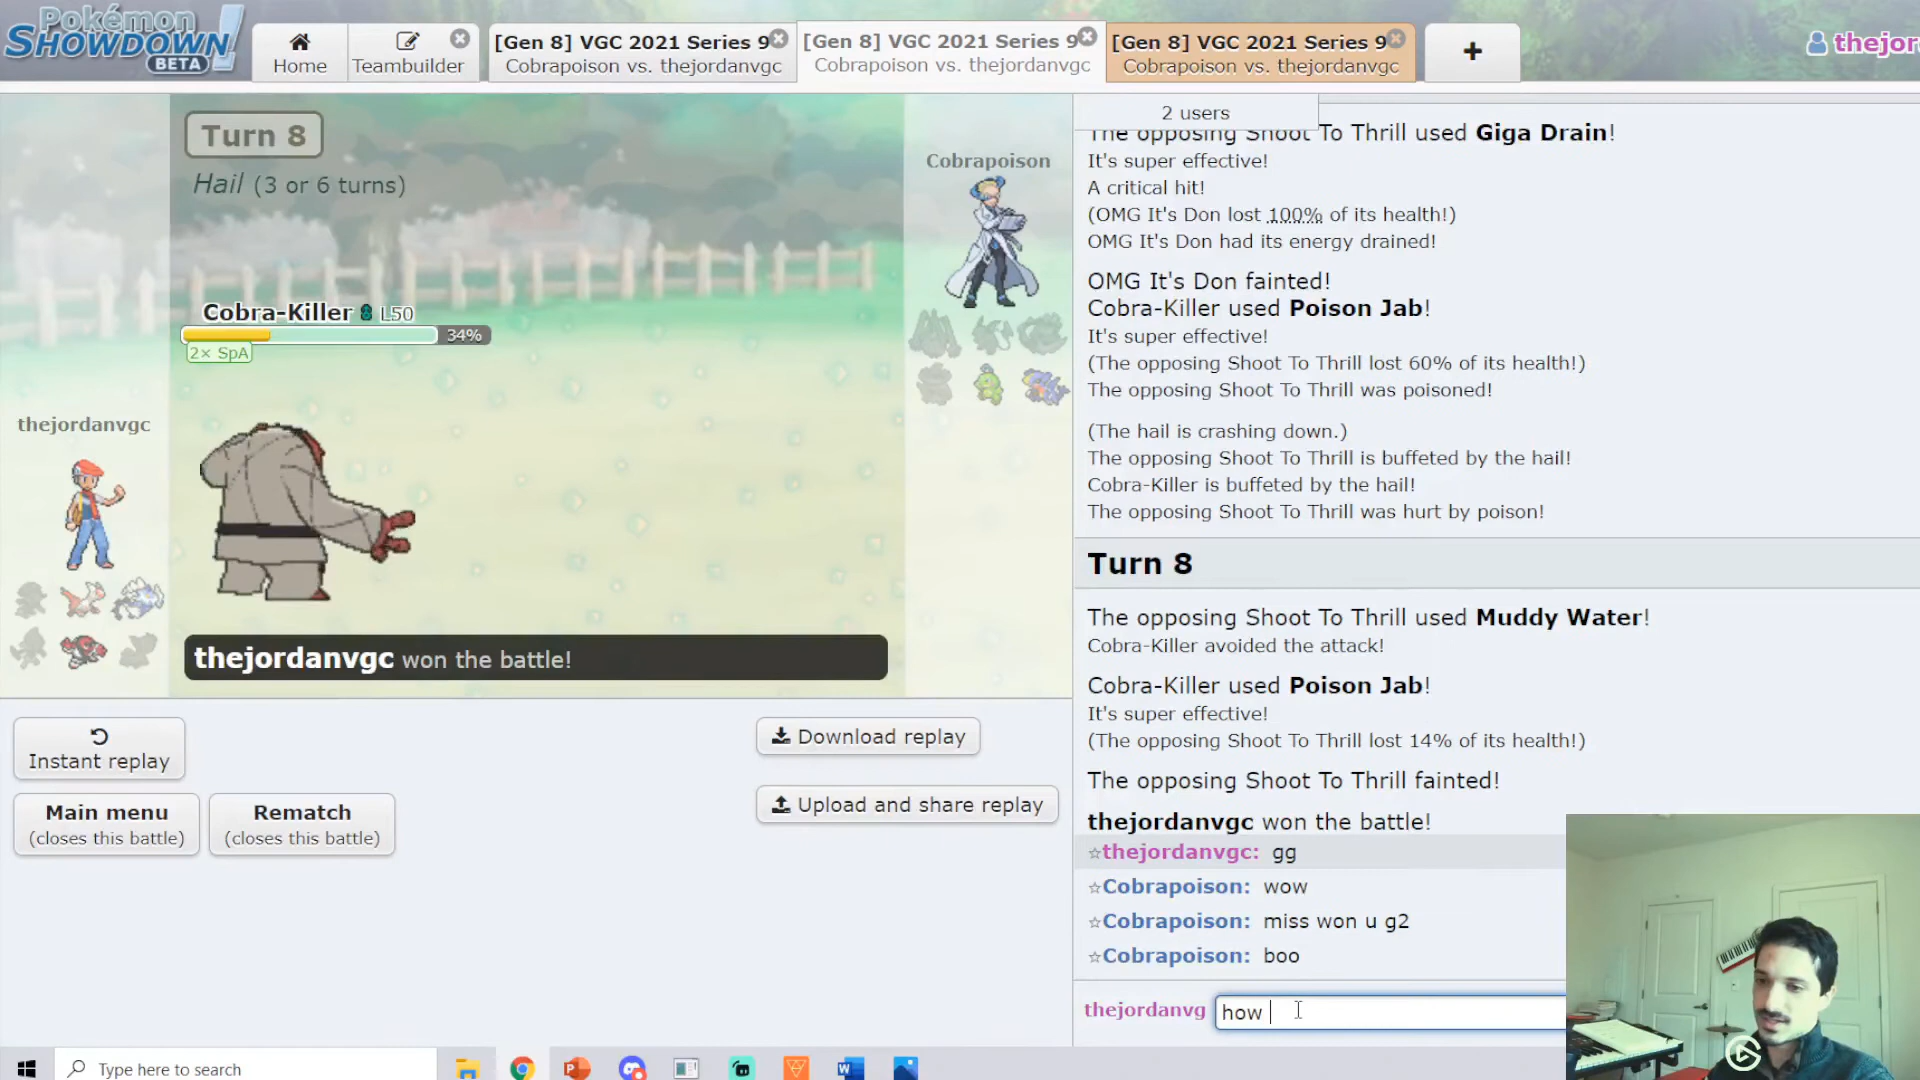 Pokémon
SHOWDOWN!
BETA
Home
Teambuilder
[Gen 8] VGC 2021 Series 9
Cobrapoison vs. thejordanvgc
[Gen 8] VGC 2021 Series 9
Cobrapoison vs. thejordanvgc
[Gen 8] VGC 2021 Series 9
Cobrapoison vs. thejordanvgc
+
thejor
2 users
Turn 8
Hail (3 or 6 turns)
Cobrapoison
Cobra-Killer L50
34%
2× SpA
thejordanvgc
thejordanvgc won the battle!
Instant replay
Download replay
Upload and share replay
Main menu
(closes this battle)
Rematch
(closes this battle)
The opposing Shoot To Thrill used Giga Drain!
It's super effective!
A critical hit!
(OMG It's Don lost 100% of its health!)
OMG It's Don had its energy drained!
OMG It's Don fainted!
Cobra-Killer used Poison Jab!
It's super effective!
(The opposing Shoot To Thrill lost 60% of its health!)
The opposing Shoot To Thrill was poisoned!
(The hail is crashing down.)
The opposing Shoot To Thrill is buffeted by the hail!
Cobra-Killer is buffeted by the hail!
The opposing Shoot To Thrill was hurt by poison!
Turn 8
The opposing Shoot To Thrill used Muddy Water!
Cobra-Killer avoided the attack!
Cobra-Killer used Poison Jab!
It's super effective!
(The opposing Shoot To Thrill lost 14% of its health!)
The opposing Shoot To Thrill fainted!
thejordanvgc won the battle!
☆thejordanvgc: gg
☆Cobrapoison: wow
☆Cobrapoison: miss won u g2
☆Cobrapoison: boo
thejordanvg how
Type here to search